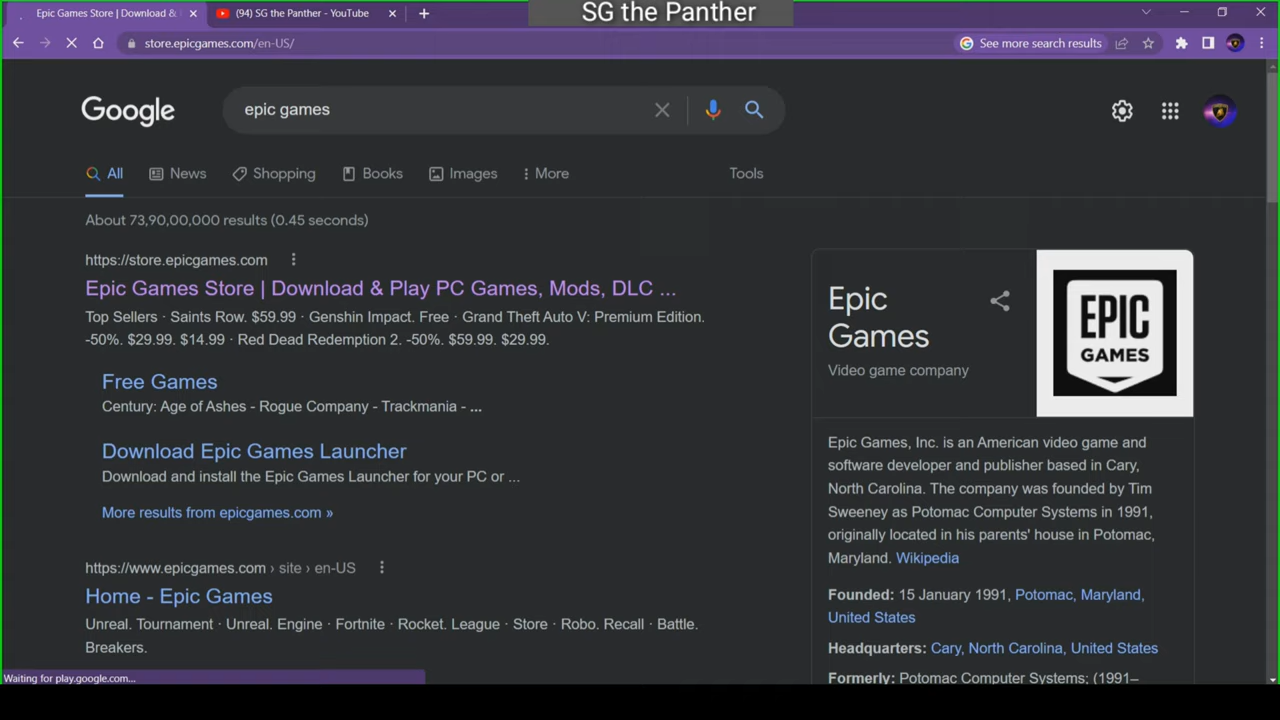 SG the Panther
Epic Games Store | Download &
(94) SG the Panther - YouTube
store.epicgames.com/en-US/
See more search results
Google
epic games
All
News
Shopping
Books
Images
More
Tools
About 73,90,00,000 results (0.45 seconds)
https://store.epicgames.com
Epic Games Store | Download & Play PC Games, Mods, DLC ...
Top Sellers · Saints Row. $59.99 · Genshin Impact. Free · Grand Theft Auto V: Premium Edition.
-50%. $29.99. $14.99 · Red Dead Redemption 2. -50%. $59.99. $29.99.
Free Games
Century: Age of Ashes - Rogue Company - Trackmania - ...
Download Epic Games Launcher
Download and install the Epic Games Launcher for your PC or ...
More results from epicgames.com »
https://www.epicgames.com › site › en-US
Home - Epic Games
Unreal. Tournament · Unreal. Engine · Fortnite · Rocket. League · Store · Robo. Recall · Battle.
Breakers.
Epic
Games
Video game company
EPIC
GAMES
Epic Games, Inc. is an American video game and
software developer and publisher based in Cary,
North Carolina. The company was founded by Tim
Sweeney as Potomac Computer Systems in 1991,
originally located in his parents' house in Potomac,
Maryland. Wikipedia
Founded: 15 January 1991, Potomac, Maryland,
United States
Headquarters: Cary, North Carolina, United States
Formerly: Potomac Computer Systems; (1991–
Waiting for play.google.com...